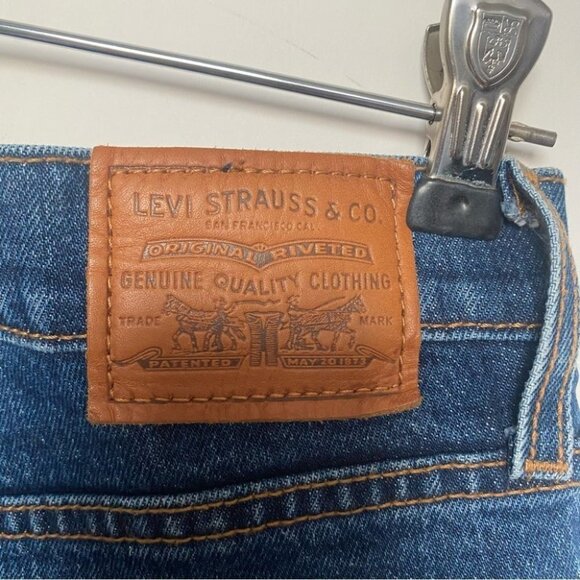 LEVI STRAUSS & CO.
SAN FRANCISCO CAL.
ORIGINAL RIVETED
GENUINE QUALITY CLOTHING
TRADE MARK
PATENTED MAY 20 1873